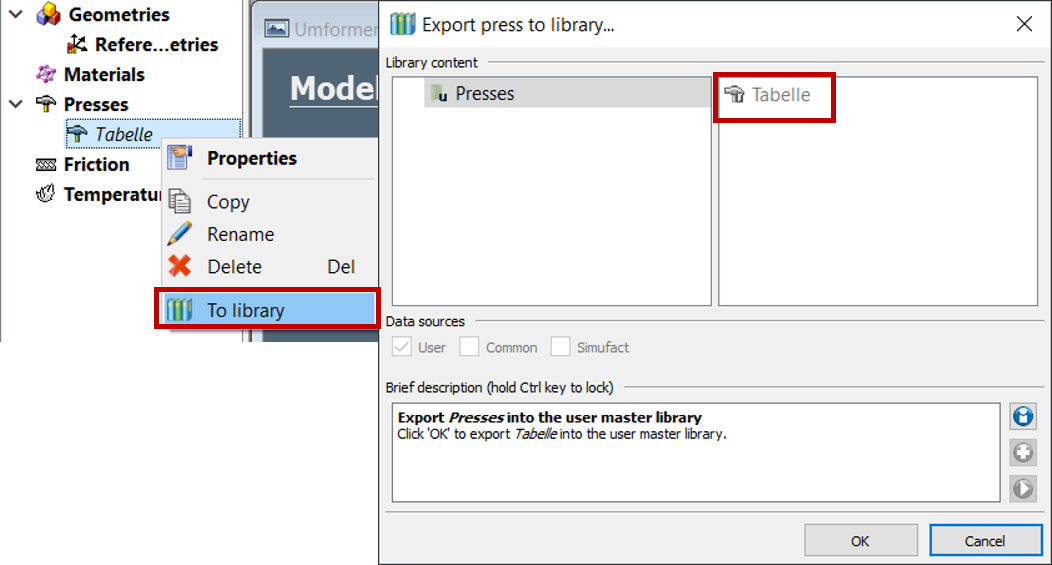 Geometries
Refere...etries
Materials
Presses
Tabelle
Friction
Temperatu
Properties
Copy
Rename
Delete Del
To library
Umformer
Model
Export press to library...
Library content
Presses
Tabelle
Data sources
User Common Simufact
Brief description (hold Ctrl key to lock)
Export Presses into the user master library
Click 'OK' to export Tabelle into the user master library.
OK Cancel